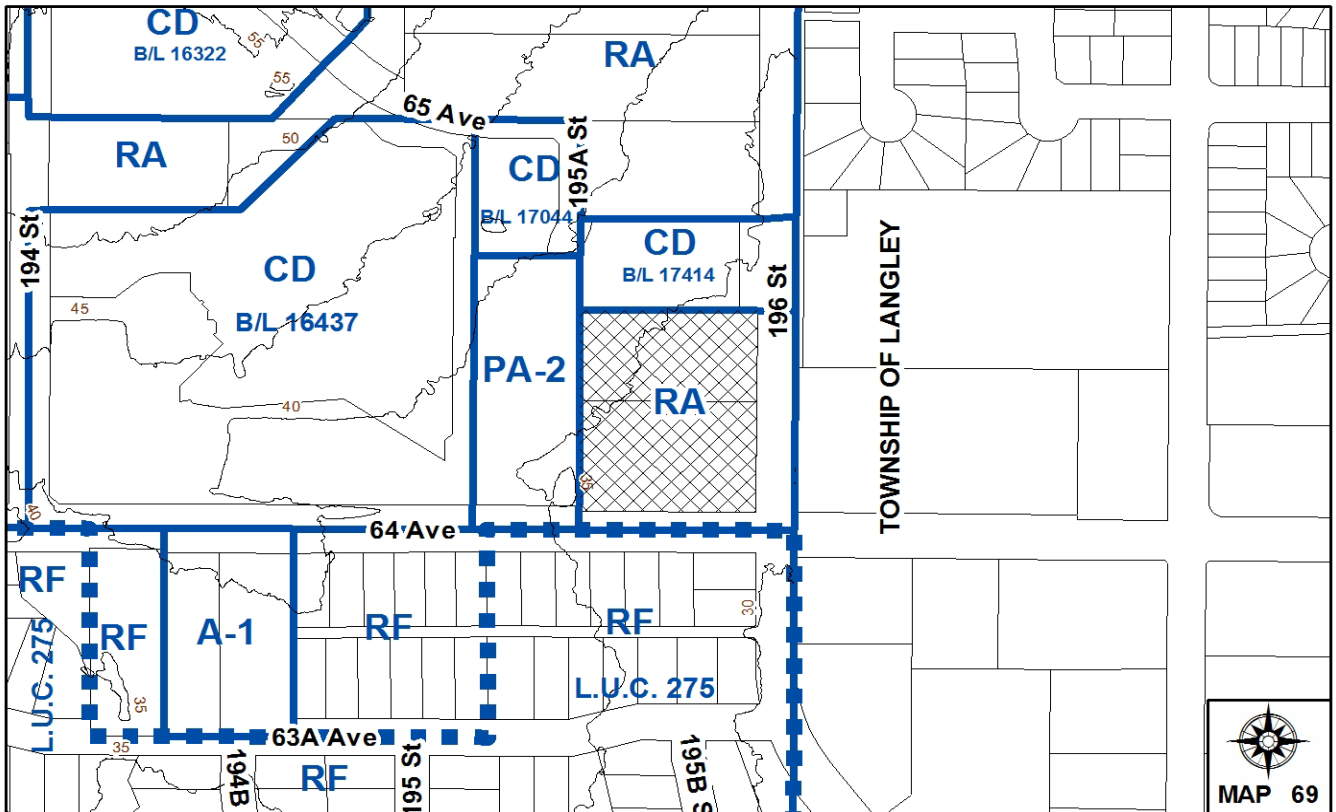 CD
B/L 16322
55
55
RA
65 Ave
50
RA
CD
B/L 17044
195A St
194 St
CD
B/L 16437
45
CD
B/L 17414
196 St
TOWNSHIP OF LANGLEY
PA-2
RA
40
35
40
64 Ave
RF
RF
A-1
RF
RF
30
L.U.C. 275
L.U.C. 275
35
35
63A Ave
194B
RF
195 St
195B S
MAP 69